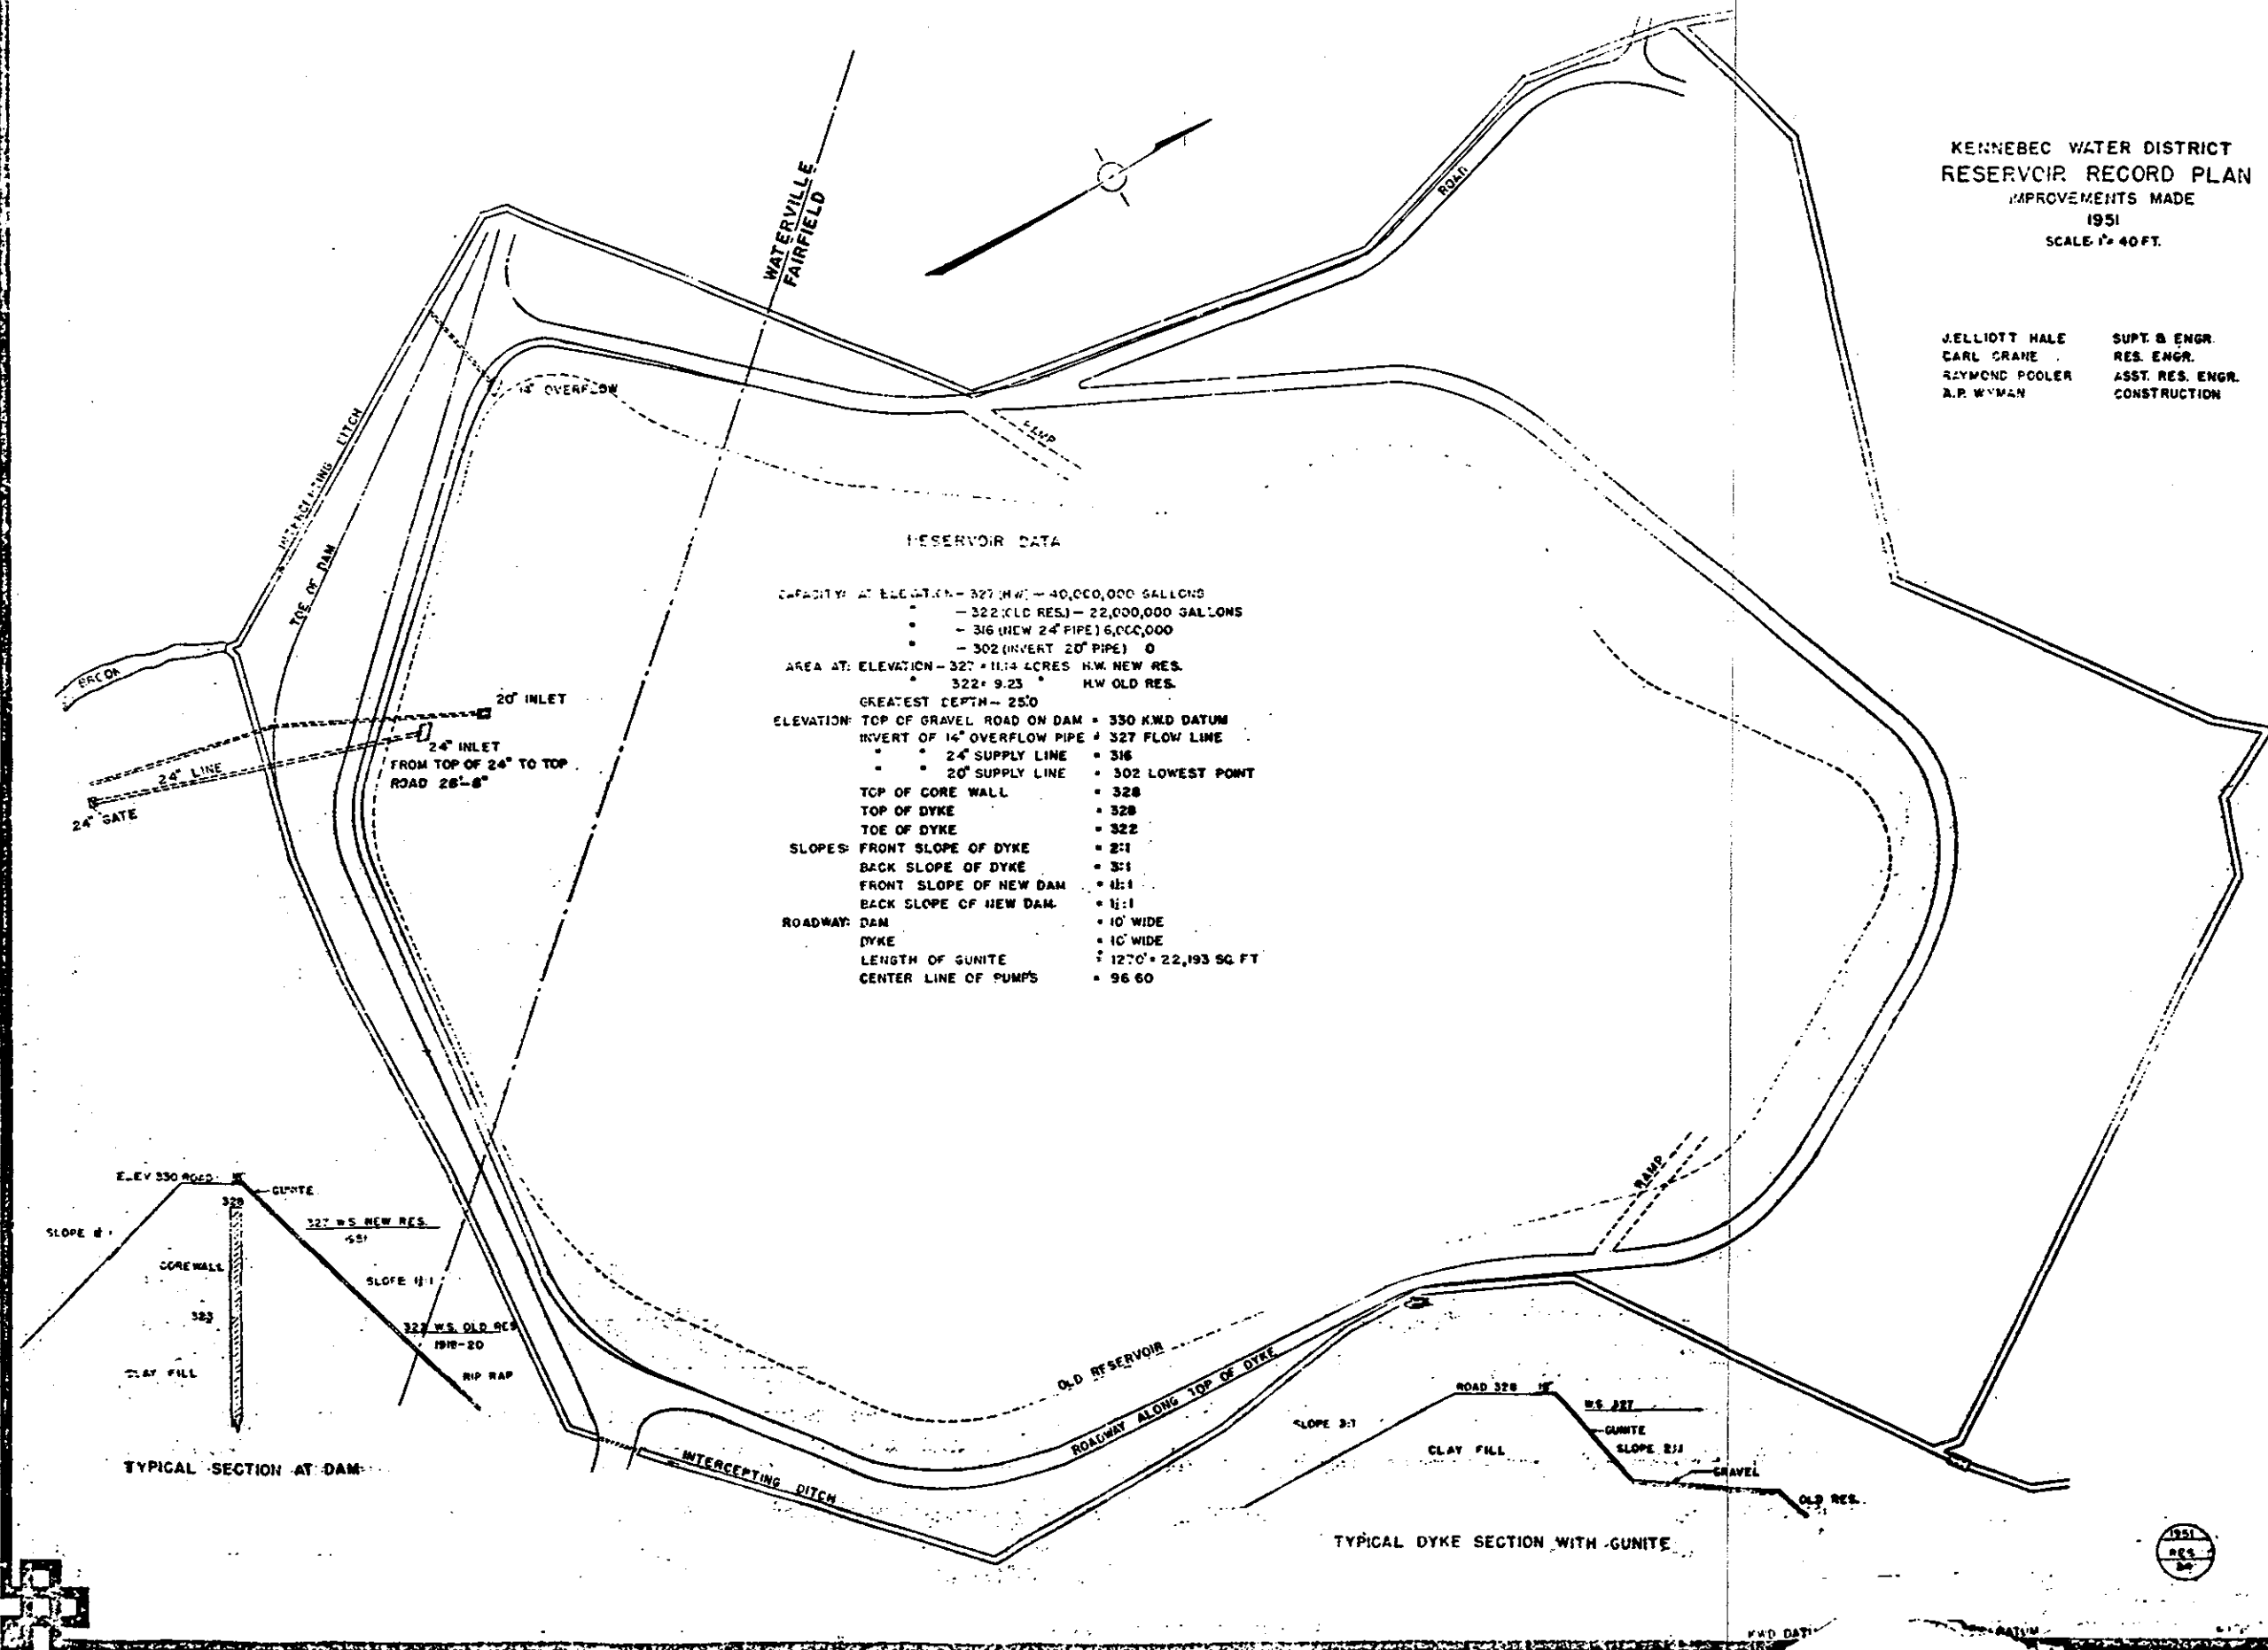 KENNEBEC WATER DISTRICT
RESERVOIR RECORD PLAN
IMPROVEMENTS MADE
1951
SCALE 1"= 40 FT.
J. ELLIOTT HALE SUPT. & ENGR.
CARL CRANE RES. ENGR.
RAYMOND POOLER ASST. RES. ENGR.
A.P. WYMAN CONSTRUCTION
WATERVILLE
FAIRFIELD
ROAD
14" OVERFLOW
RAMP
INTERCEPTING DITCH
TOE OF DAM
BROOK
20" INLET
24" INLET
FROM TOP OF 24" TO TOP
ROAD 26'-8"
24" LINE
24" GATE
RESERVOIR DATA
CAPACITY: AT ELEVATION - 327 (H.W.) - 40,000,000 GALLONS
" - 322 (OLD RES.) - 22,000,000 GALLONS
" - 316 (NEW 24" PIPE) 6,000,000
" - 302 (INVERT 20" PIPE) 0
AREA AT: ELEVATION - 327 = 11.14 ACRES H.W. NEW RES.
" 322 = 9.23 " H.W OLD RES.
GREATEST DEPTH - 25.0
ELEVATION: TOP OF GRAVEL ROAD ON DAM = 330 K.W.D DATUM
INVERT OF 14" OVERFLOW PIPE = 327 FLOW LINE
" " 24" SUPPLY LINE = 316
" " 20" SUPPLY LINE = 302 LOWEST POINT
TOP OF CORE WALL = 328
TOP OF DYKE = 328
TOE OF DYKE = 322
SLOPES: FRONT SLOPE OF DYKE = 2:1
BACK SLOPE OF DYKE = 3:1
FRONT SLOPE OF NEW DAM
BACK SLOPE OF NEW DAM
ROADWAY: DAM = 10' WIDE
DYKE = 10' WIDE
LENGTH OF GUNITE = 1270' = 22,193 SQ. FT
CENTER LINE OF PUMPS = 96.60
RAMP
OLD RESERVOIR
ROADWAY ALONG TOP OF DYKE
INTERCEPTING DITCH
ELEV 330 ROAD
GUNITE
328
327 W.S NEW RES.
1951
SLOPE
COREWALL
SLOPE
323
322 W.S. OLD RES
1918-20
CLAY FILL
RIP RAP
TYPICAL SECTION AT DAM
ROAD 328
W.S. 327
SLOPE 3:1
GUNITE
CLAY FILL
SLOPE 2:1
GRAVEL
OLD RES.
TYPICAL DYKE SECTION WITH GUNITE
1951
RES
KWD DATUM
DATUM